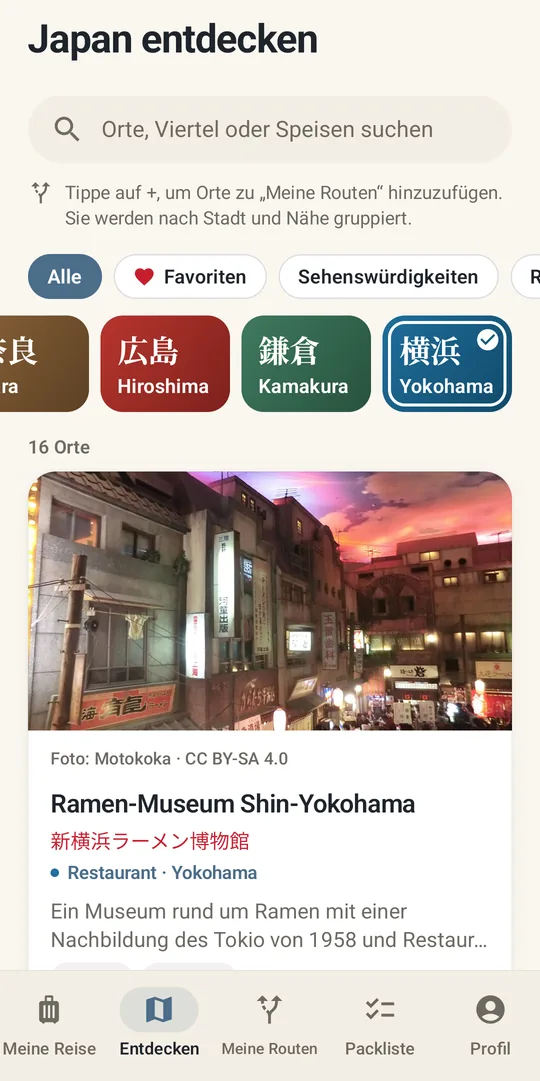 Japan entdecken
Orte, Viertel oder Speisen suchen
Tippe auf +, um Orte zu „Meine Routen“ hinzuzufügen.
Sie werden nach Stadt und Nähe gruppiert.
Alle
Favoriten
Sehenswürdigkeiten
R
良
ra
広島
Hiroshima
鎌倉
Kamakura
横浜
Yokohama
16 Orte
Foto: Motokoka · CC BY-SA 4.0
Ramen-Museum Shin-Yokohama
新横浜ラーメン博物館
Restaurant · Yokohama
Ein Museum rund um Ramen mit einer
Nachbildung des Tokio von 1958 und Restaur…
Meine Reise
Entdecken
Meine Routen
Packliste
Profil